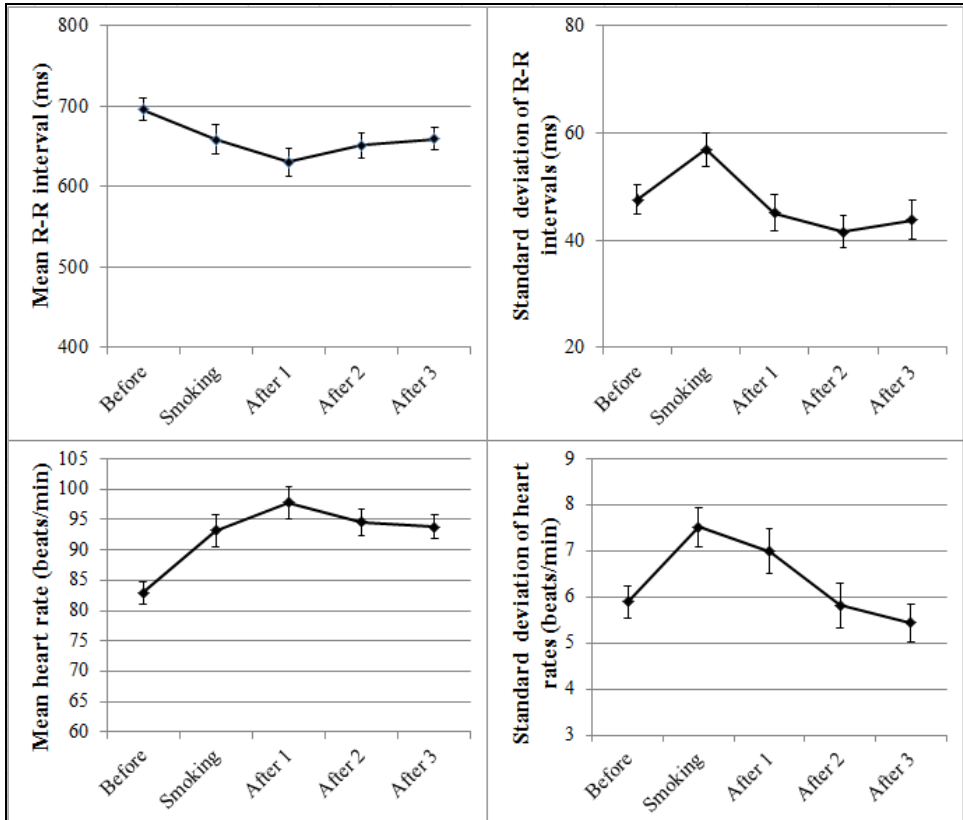 Mean R-R interval (ms)
800
700
600
500
400
Before
Smoking
After 1
After 2
After 3
Standard deviation of R-R
intervals (ms)
80
60
40
20
Before
Smoking
After 1
After 2
After 3
Mean heart rate (beats/min)
105
100
95
90
85
80
75
70
65
60
Before
Smoking
After 1
After 2
After 3
Standard deviation of heart
rates (beats/min)
9
8
7
6
5
4
3
Before
Smoking
After 1
After 2
After 3